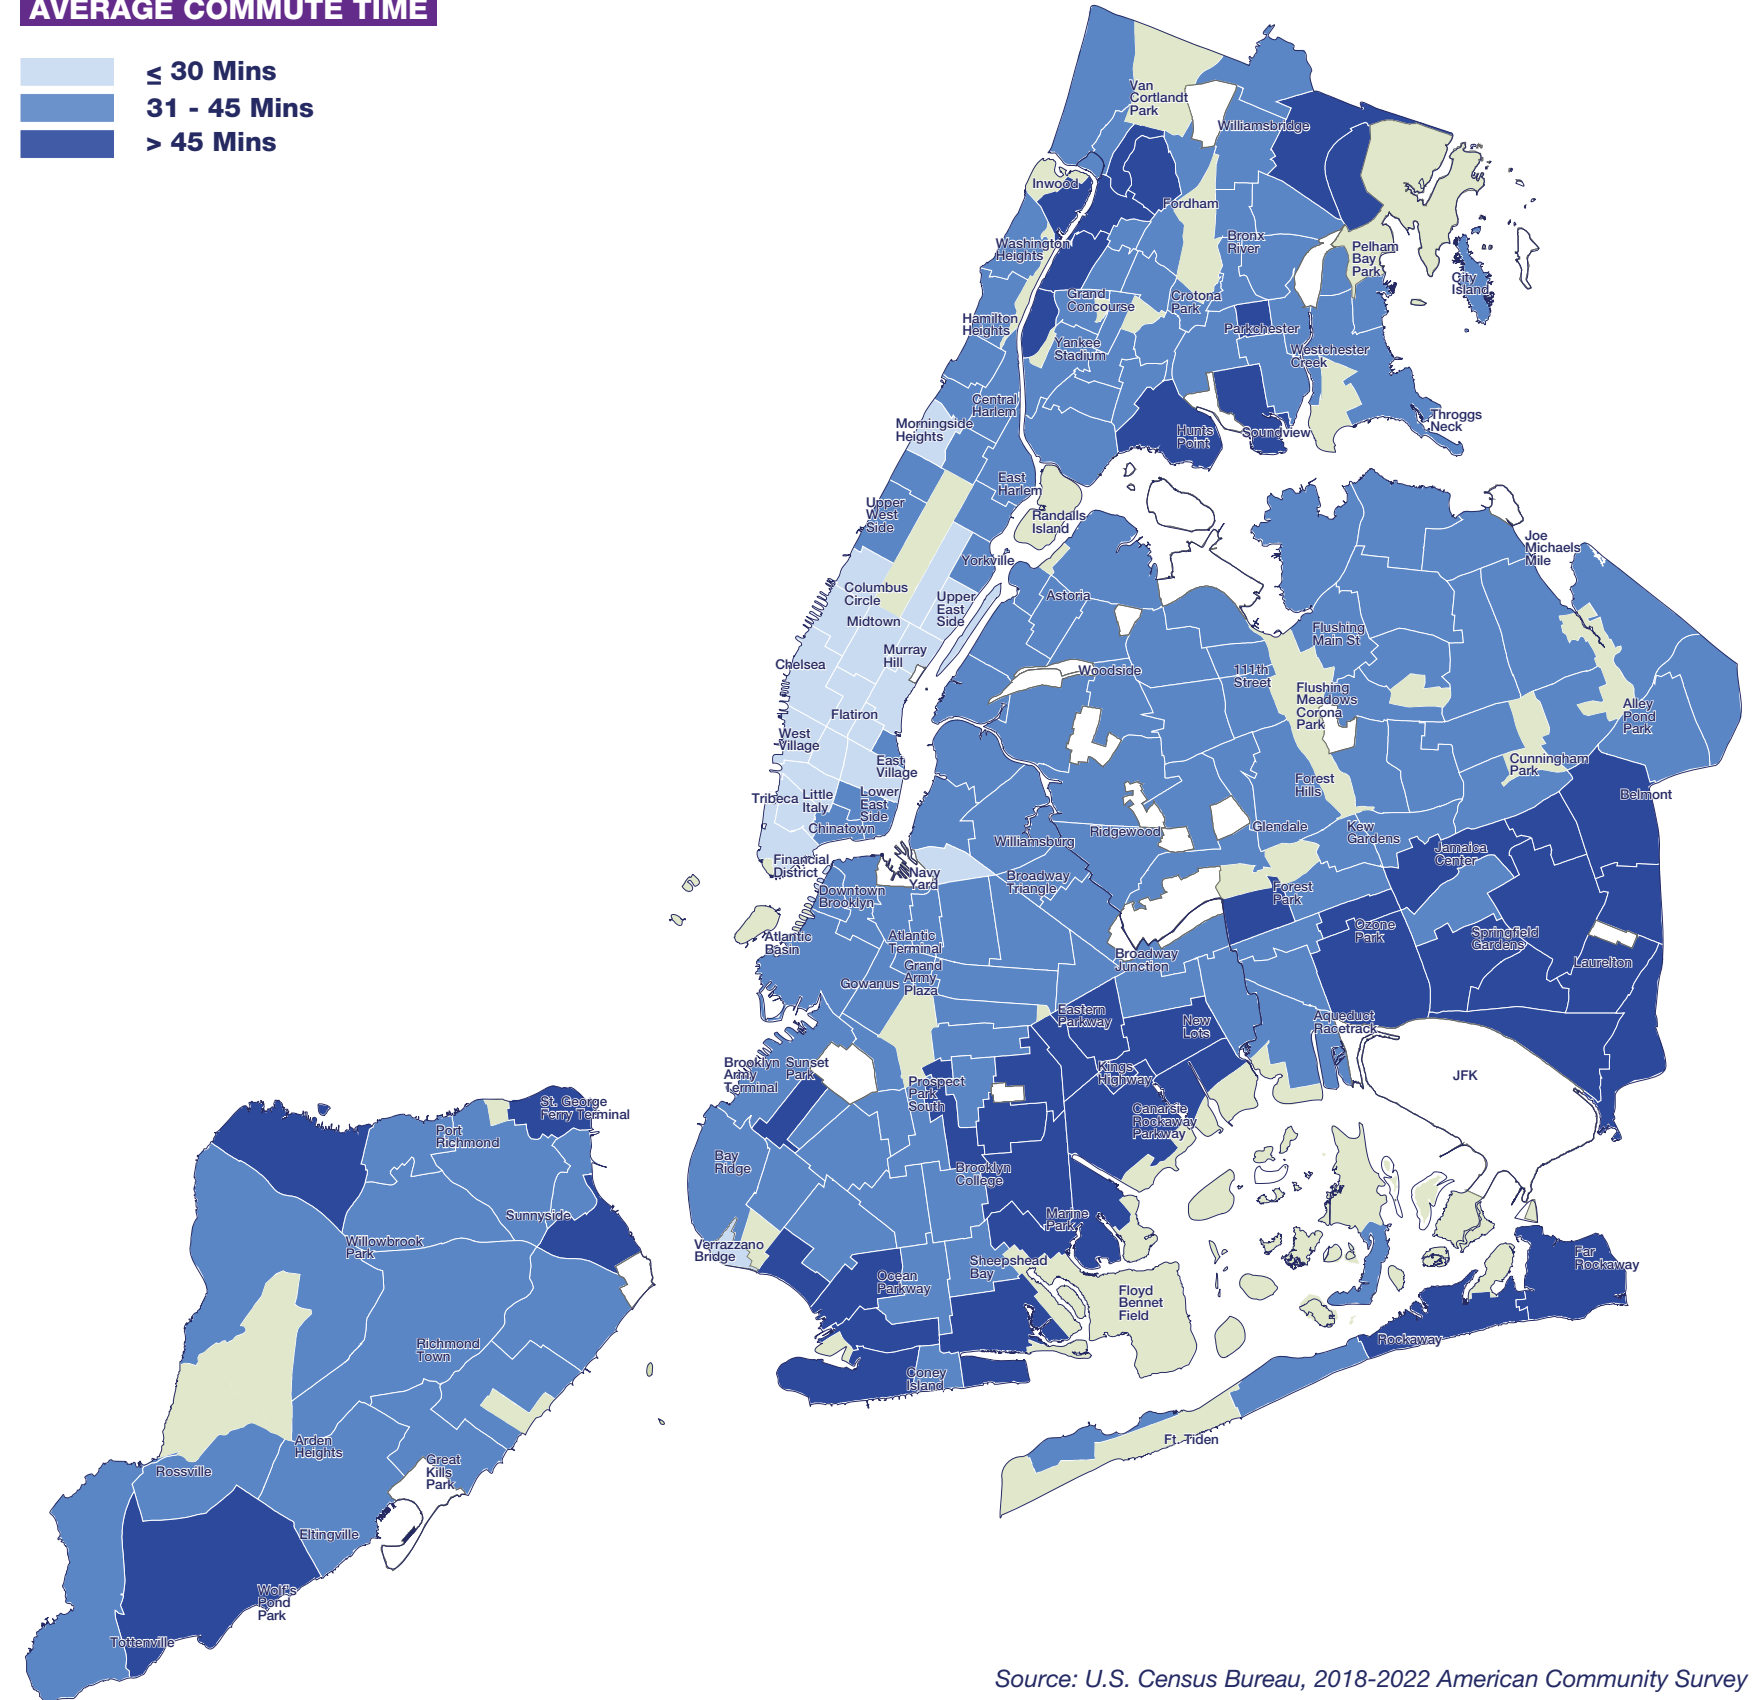 AVERAGE COMMUTE TIME
≤ 30 Mins
31 - 45 Mins
> 45 Mins
Van
Cortlandt
Park
Williamsbridge
Inwood
Fordham
Washington
Heights
Bronx
River
Pelham
Bay
Park
City
Island
Grand
Concourse
Crotona
Park
Hamilton
Heights
Parkchester
Yankee
Stadium
Westchester
Creek
Central
Harlem
Morningside
Heights
Hunts
Point
Soundview
Throggs
Neck
East
Harlem
Upper
West
Side
Randalls
Island
Joe
Michaels
Mile
Yorkville
Columbus
Circle
Upper
East
Side
Astoria
Midtown
Flushing
Main St
Murray
Hill
Chelsea
Woodside
111th
Street
Flushing
Meadows
Corona
Park
Flatiron
Alley
Pond
Park
West
Village
East
Village
Cunningham
Park
Forest
Hills
Belmont
Tribeca
Little
Italy
Lower
East
Side
Chinatown
Williamsburg
Ridgewood
Glendale
Kew
Gardens
Jamaica
Center
Financial
District
Navy
Yard
Broadway
Triangle
Downtown
Brooklyn
Forest
Park
Atlantic
Basin
Atlantic
Terminal
Ozone
Park
Springfield
Gardens
Broadway
Junction
Laurelton
Gowanus
Grand
Army
Plaza
Eastern
Parkway
New
Lots
Aqueduct
Racetrack
Brooklyn
Army
Terminal
Sunset
Park
Kings
Highway
JFK
Prospect
Park
South
Canarsie
Rockaway
Parkway
St. George
Ferry Terminal
Port
Richmond
Bay
Ridge
Brooklyn
College
Sunnyside
Marine
Park
Willowbrook
Park
Verrazzano
Bridge
Sheepshead
Bay
Far
Rockaway
Ocean
Parkway
Floyd
Bennet
Field
Richmond
Town
Rockaway
Coney
Island
Ft. Tiden
Arden
Heights
Rossville
Great
Kills
Park
Eltingville
Wolf's
Pond
Park
Tottenville
Source: U.S. Census Bureau, 2018-2022 American Community Survey